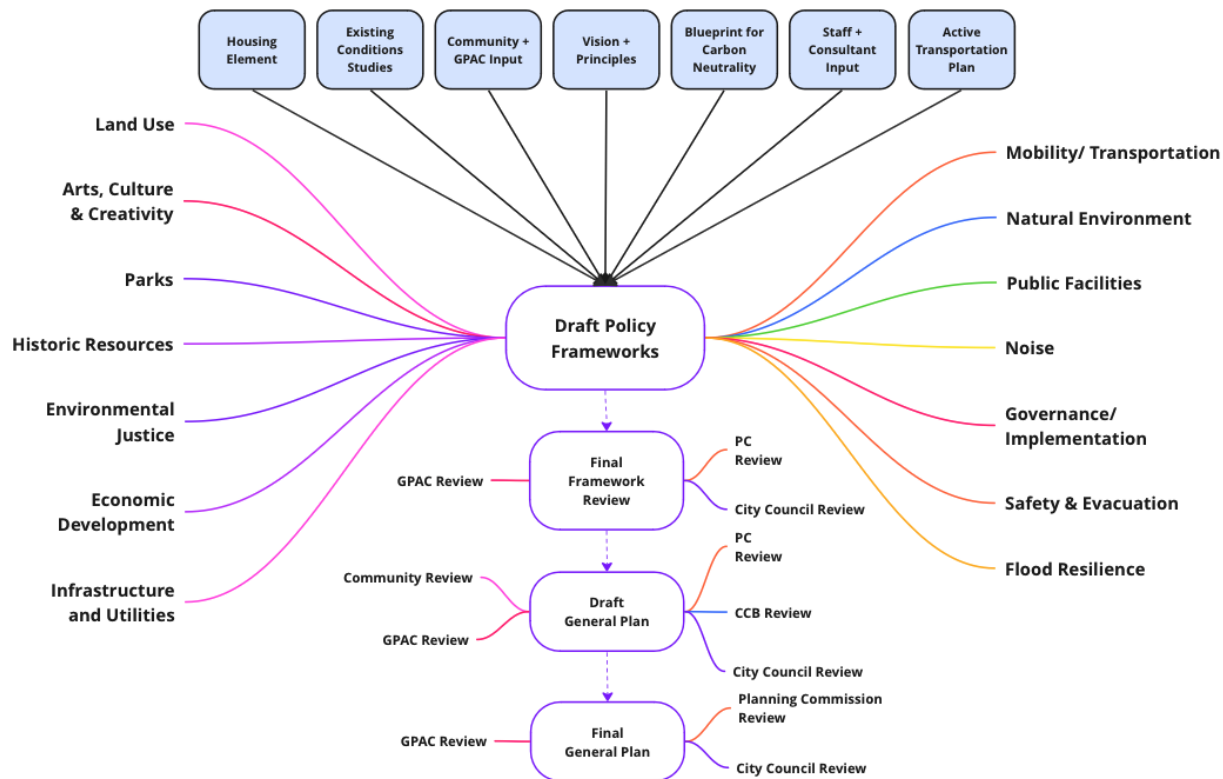 Housing
Element
Existing
Conditions
Studies
Community +
GPAC Input
Vision +
Principles
Blueprint for
Carbon
Neutrality
Staff +
Consultant
Input
Active
Transportation
Plan
Land Use
Arts, Culture
& Creativity
Parks
Historic Resources
Environmental
Justice
Economic
Development
Infrastructure
and Utilities
Draft Policy
Frameworks
Mobility/ Transportation
Natural Environment
Public Facilities
Noise
Governance/
Implementation
Safety & Evacuation
Flood Resilience
Final
Framework
Review
GPAC Review
PC
Review
City Council Review
Draft
General Plan
Community Review
GPAC Review
PC
Review
CCB Review
City Council Review
Final
General Plan
GPAC Review
Planning Commission
Review
City Council Review